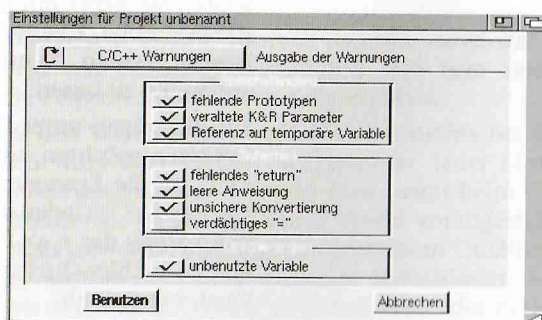 Einstellungen für Projekt unbenannt
C/C++ Warnungen
Ausgabe der Warnungen
fehlende Prototypen
veraltete K&R Parameter
Referenz auf temporäre Variable
fehlendes "return"
leere Anweisung
unsichere Konvertierung
verdächtiges "="
unbenutzte Variable
Benutzen
Abbrechen